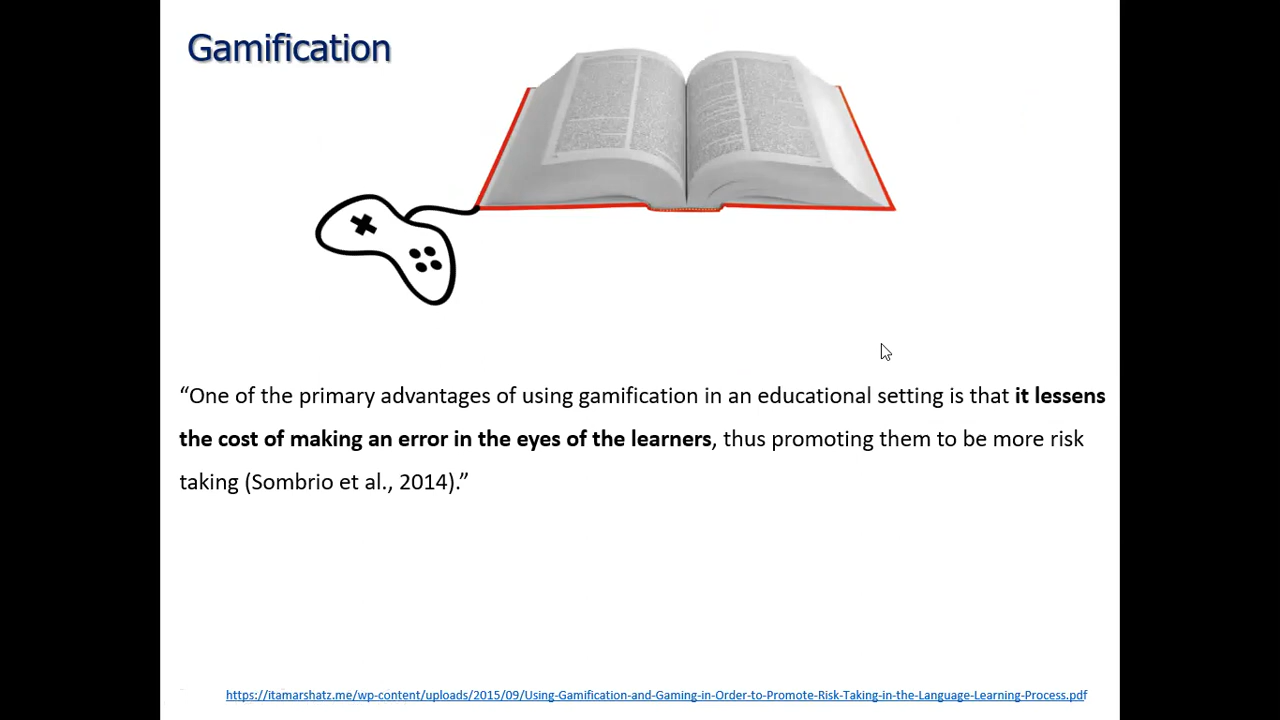 Gamification
“One of the primary advantages of using gamification in an educational setting is that it lessens
the cost of making an error in the eyes of the learners, thus promoting them to be more risk
taking (Sombrio et al., 2014).”
https://itamarshatz.me/wp-content/uploads/2015/09/Using-Gamification-and-Gaming-in-Order-to-Promote-Risk-Taking-in-the-Language-Learning-Process.pdf